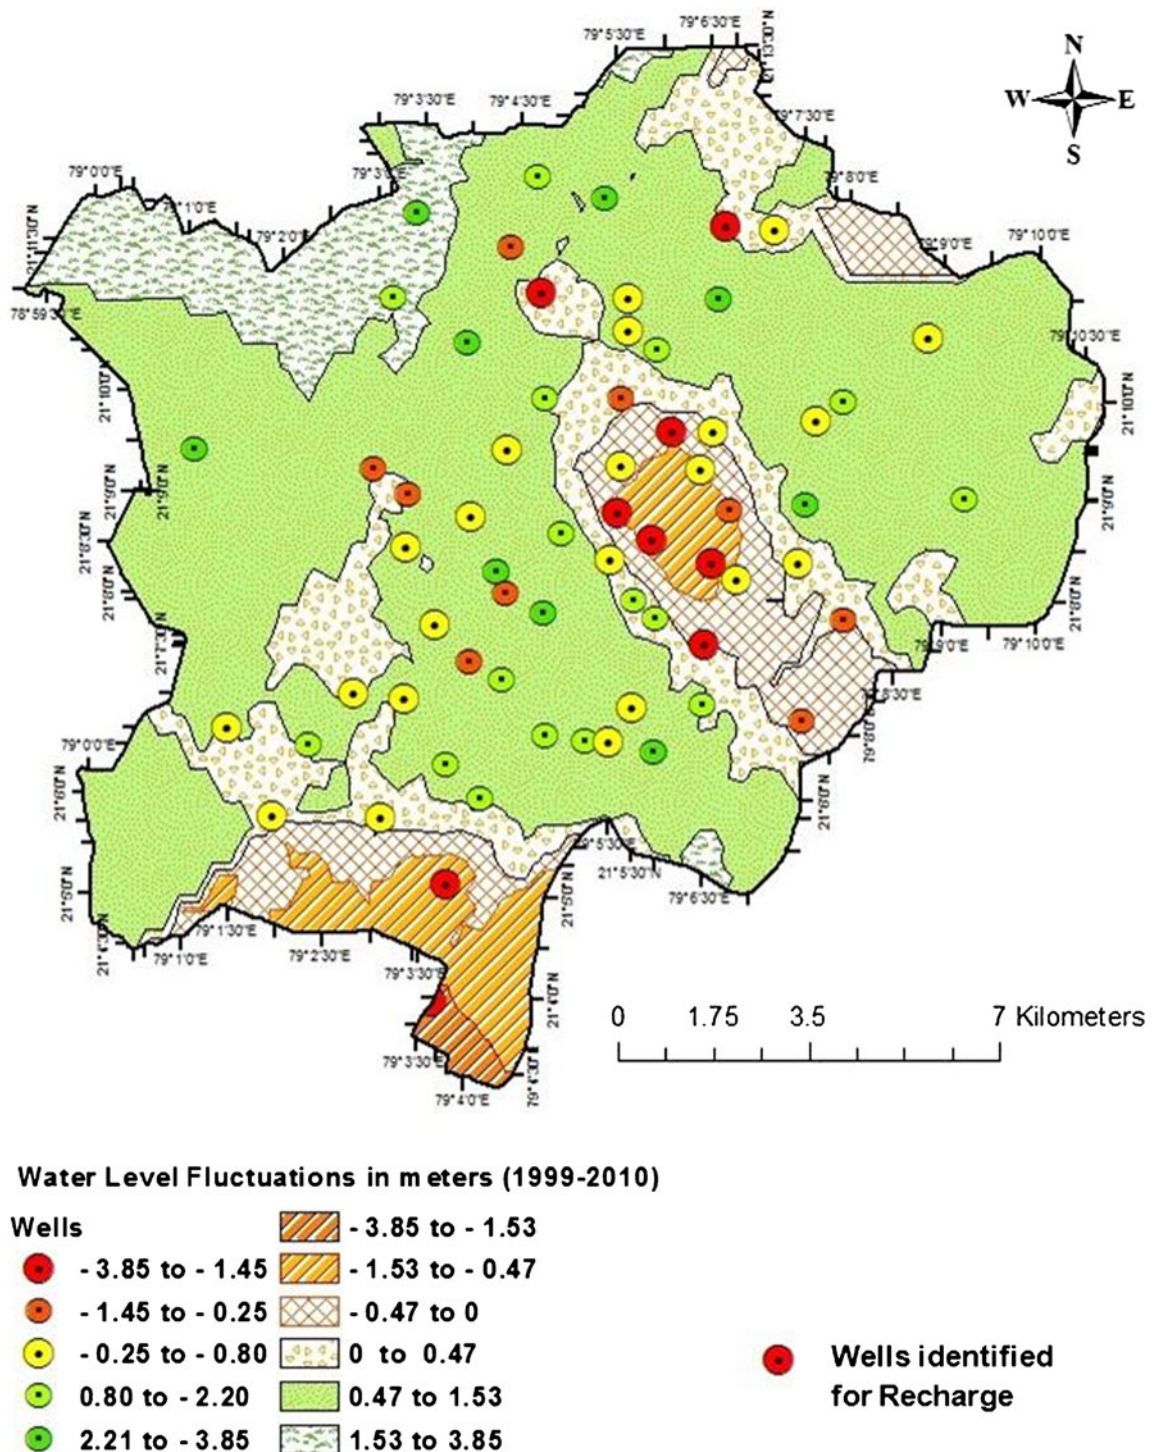 79°6'30"E
79°5'30"E
21°13'30"N
N
W E
S
79°3'30"E
79°4'30"E
79°7'30"E
79°0'0"E
79°3'0"E
79°8'0"E
79°1'0"E
79°2'0"E
79°9'0"E
79°10'0"E
21°11'30"N
78°59'30"E
79°10'30"E
21°10'0"N
21°10'0"N
21°9'0"N
21°9'0"N
21°9'0"N
21°8'30"N
21°8'0"N
21°8'0"N
21°7'30"N
79°9'0"E
79°10'0"E
79°8'30"E
79°0'0"E
79°8'0"E
21°6'0"N
21°6'0"N
79°5'30"E
21°5'30"N
79°6'30"E
21°5'0"N
21°5'0"N
21°4'30"N
79°1'30"E
79°1'0"E
79°2'30"E
79°3'30"E
21°4'0"N
79°3'30"E
79°4'30"E
79°4'0"E
0 1.75 3.5 7 Kilometers
Water Level Fluctuations in meters (1999-2010)
Wells
- 3.85 to - 1.53
- 3.85 to - 1.45
- 1.53 to - 0.47
- 1.45 to - 0.25
- 0.47 to 0
- 0.25 to - 0.80
0 to 0.47
0.80 to - 2.20
0.47 to 1.53
2.21 to - 3.85
1.53 to 3.85
Wells identified
for Recharge